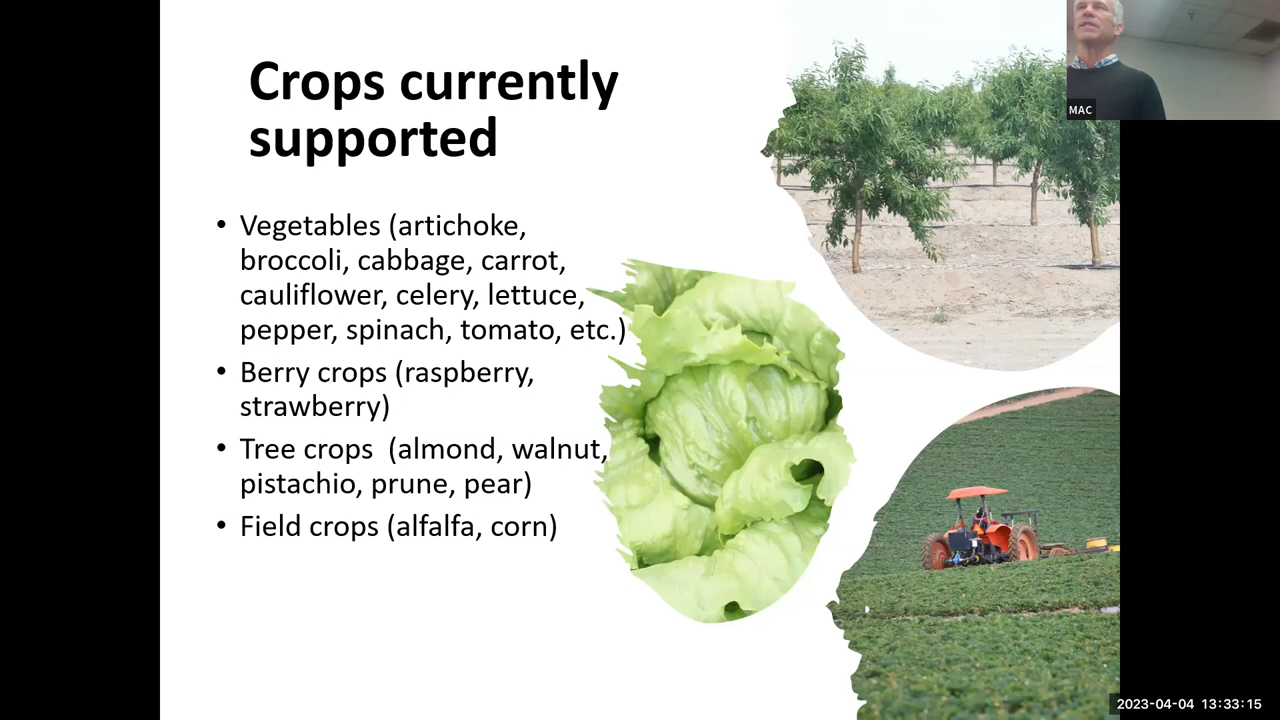 Crops currently
supported
MAC
• Vegetables (artichoke,
broccoli, cabbage, carrot,
cauliflower, celery, lettuce,
pepper, spinach, tomato, etc.)
• Berry crops (raspberry,
strawberry)
• Tree crops  (almond, walnut,
pistachio, prune, pear)
• Field crops (alfalfa, corn)
2023-04-04 13:33:15